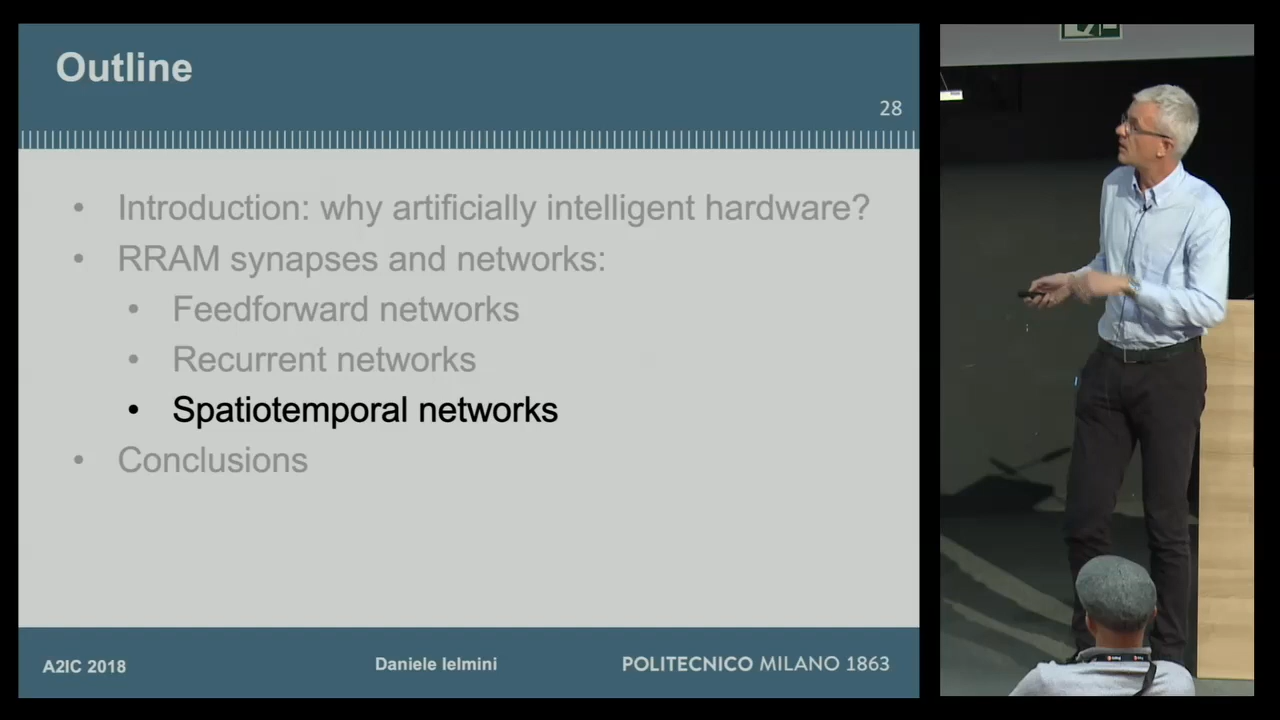 Outline
28
• Introduction: why artificially intelligent hardware?
• RRAM synapses and networks:
• Feedforward networks
• Recurrent networks
• Spatiotemporal networks
• Conclusions
A2IC 2018
Daniele Ielmini
POLITECNICO MILANO 1863